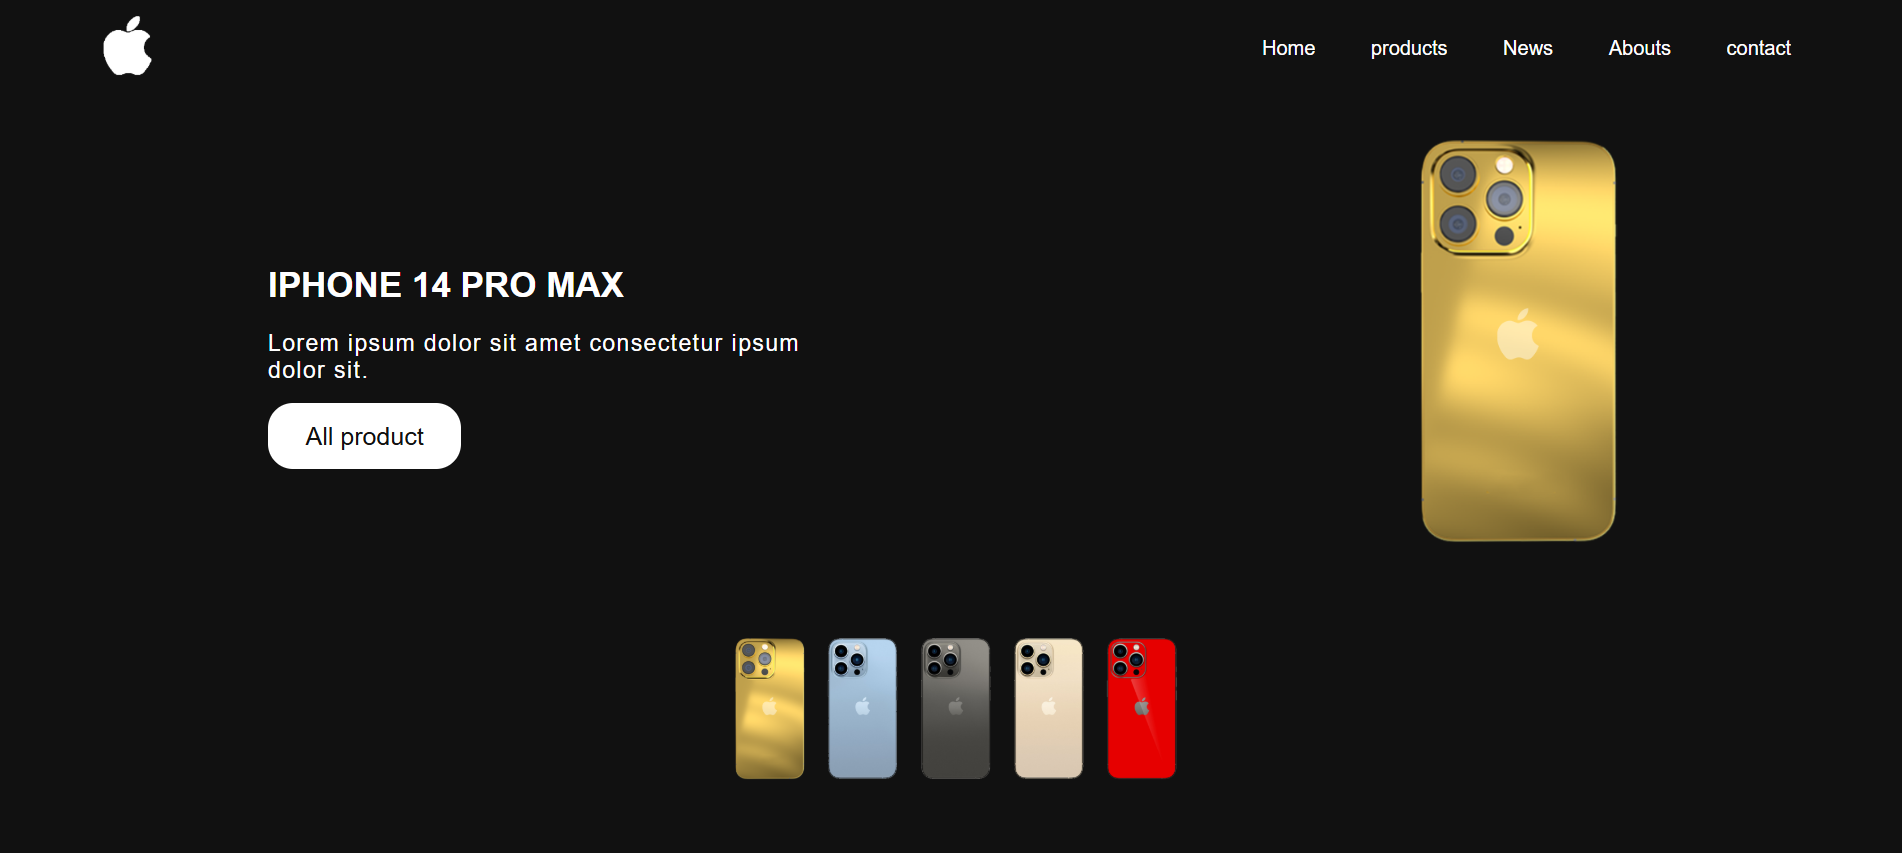 Home products News Abouts contact
IPHONE 14 PRO MAX
Lorem ipsum dolor sit amet consectetur ipsum
dolor sit.
All product